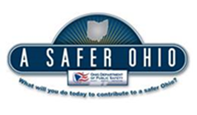 A SAFER OHIO
OHIO DEPARTMENT
OF PUBLIC SAFETY
What will you do today to contribute to a safer Ohio?